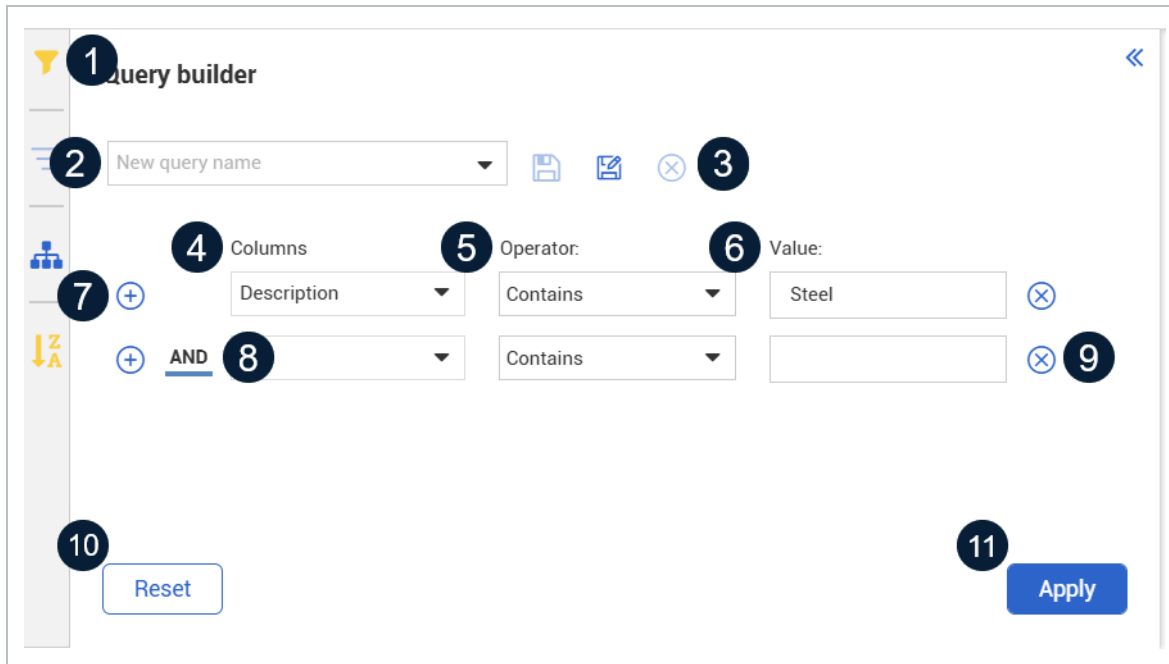 1
Query builder
2 New query name 3
4 Columns 5 Operator: 6 Value:
7 Description Contains Steel
Z
A
AND 8 Contains 9
10
11
Reset Apply